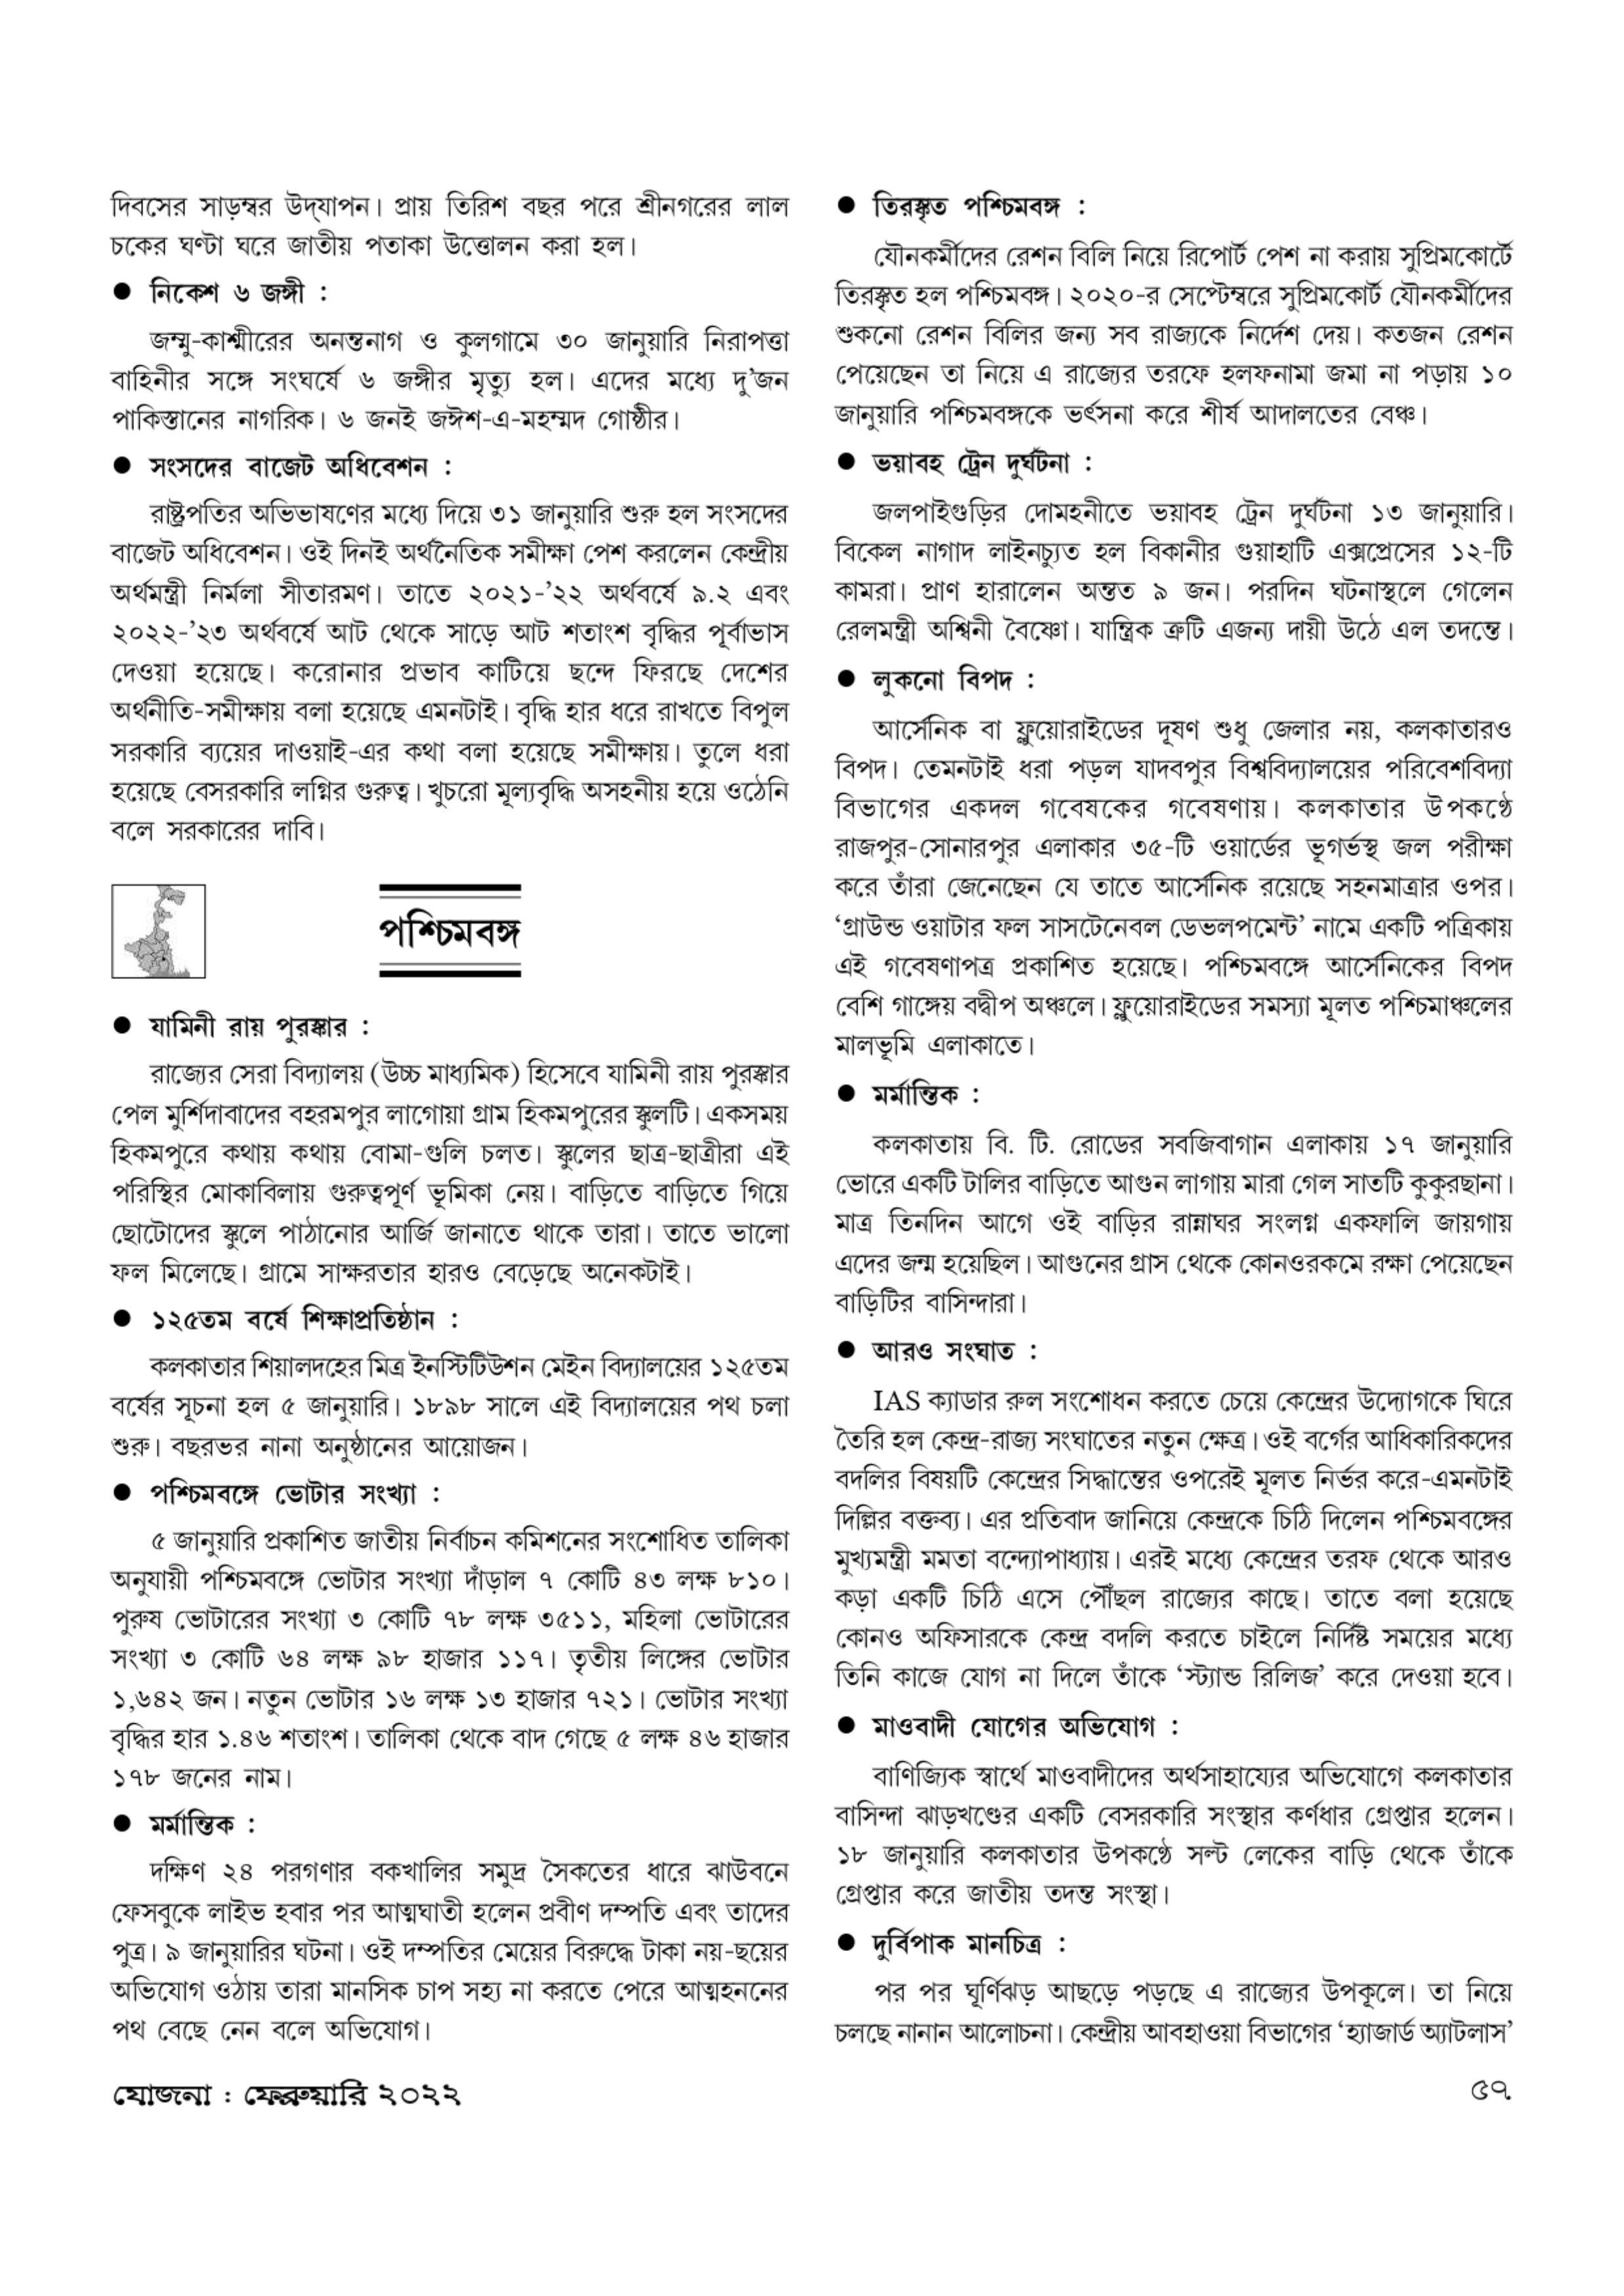 দিবসের সাড়ম্বর উদ্‌যাপন। প্রায় তিরিশ বছর পরে শ্রীনগরের লাল
চকের ঘণ্টা ঘরে জাতীয় পতাকা উত্তোলন করা হল।
● নিকেশ ৬ জঙ্গী :
জম্মু-কাশ্মীরের অনন্তনাগ ও কুলগামে ৩০ জানুয়ারি নিরাপত্তা
বাহিনীর সঙ্গে সংঘর্ষে ৬ জঙ্গীর মৃত্যু হল। এদের মধ্যে দু’জন
পাকিস্তানের নাগরিক। ৬ জনই জঈশ-এ-মহম্মদ গোষ্ঠীর।
● সংসদের বাজেট অধিবেশন :
রাষ্ট্রপতির অভিভাষণের মধ্যে দিয়ে ৩১ জানুয়ারি শুরু হল সংসদের
বাজেট অধিবেশন। ওই দিনই অর্থনৈতিক সমীক্ষা পেশ করলেন কেন্দ্রীয়
অর্থমন্ত্রী নির্মলা সীতারমণ। তাতে ২০২১-’২২ অর্থবর্ষে ৯.২ এবং
২০২২-’২৩ অর্থবর্ষে আট থেকে সাড়ে আট শতাংশ বৃদ্ধির পূর্বাভাস
দেওয়া হয়েছে। করোনার প্রভাব কাটিয়ে ছন্দে ফিরছে দেশের
অর্থনীতি-সমীক্ষায় বলা হয়েছে এমনটাই। বৃদ্ধি হার ধরে রাখতে বিপুল
সরকারি ব্যয়ের দাওয়াই-এর কথা বলা হয়েছে সমীক্ষায়। তুলে ধরা
হয়েছে বেসরকারি লগ্নির গুরুত্ব। খুচরো মূল্যবৃদ্ধি অসহনীয় হয়ে ওঠেনি
বলে সরকারের দাবি।
পশ্চিমবঙ্গ
● যামিনী রায় পুরস্কার :
রাজ্যের সেরা বিদ্যালয় (উচ্চ মাধ্যমিক) হিসেবে যামিনী রায় পুরস্কার
পেল মুর্শিদাবাদের বহরমপুর লাগোয়া গ্রাম হিকমপুরের স্কুলটি। একসময়
হিকমপুরে কথায় কথায় বোমা-গুলি চলত। স্কুলের ছাত্র-ছাত্রীরা এই
পরিস্থির মোকাবিলায় গুরুত্বপূর্ণ ভূমিকা নেয়। বাড়িতে বাড়িতে গিয়ে
ছোটোদের স্কুলে পাঠানোর আর্জি জানাতে থাকে তারা। তাতে ভালো
ফল মিলেছে। গ্রামে সাক্ষরতার হারও বেড়েছে অনেকটাই।
● ১২৫তম বর্ষে শিক্ষাপ্রতিষ্ঠান :
কলকাতার শিয়ালদহের মিত্র ইনস্টিটিউশন মেইন বিদ্যালয়ের ১২৫তম
বর্ষের সূচনা হল ৫ জানুয়ারি। ১৮৯৮ সালে এই বিদ্যালয়ের পথ চলা
শুরু। বছরভর নানা অনুষ্ঠানের আয়োজন।
● পশ্চিমবঙ্গে ভোটার সংখ্যা :
৫ জানুয়ারি প্রকাশিত জাতীয় নির্বাচন কমিশনের সংশোধিত তালিকা
অনুযায়ী পশ্চিমবঙ্গে ভোটার সংখ্যা দাঁড়াল ৭ কোটি ৪৩ লক্ষ ৮১০।
পুরুষ ভোটারের সংখ্যা ৩ কোটি ৭৮ লক্ষ ৩৫১১, মহিলা ভোটারের
সংখ্যা ৩ কোটি ৬৪ লক্ষ ৯৮ হাজার ১১৭। তৃতীয় লিঙ্গের ভোটার
১,৬৪২ জন। নতুন ভোটার ১৬ লক্ষ ১৩ হাজার ৭২১। ভোটার সংখ্যা
বৃদ্ধির হার ১.৪৬ শতাংশ। তালিকা থেকে বাদ গেছে ৫ লক্ষ ৪৬ হাজার
১৭৮ জনের নাম।
● মর্মান্তিক :
দক্ষিণ ২৪ পরগণার বকখালির সমুদ্র সৈকতের ধারে ঝাউবনে
ফেসবুকে লাইভ হবার পর আত্মঘাতী হলেন প্রবীণ দম্পতি এবং তাদের
পুত্র। ৯ জানুয়ারির ঘটনা। ওই দম্পতির মেয়ের বিরুদ্ধে টাকা নয়-ছয়ের
অভিযোগ ওঠায় তারা মানসিক চাপ সহ্য না করতে পেরে আত্মহননের
পথ বেছে নেন বলে অভিযোগ।
● তিরস্কৃত পশ্চিমবঙ্গ :
যৌনকর্মীদের রেশন বিলি নিয়ে রিপোর্ট পেশ না করায় সুপ্রিমকোর্টে
তিরস্কৃত হল পশ্চিমবঙ্গ। ২০২০-র সেপ্টেম্বরে সুপ্রিমকোর্ট যৌনকর্মীদের
শুকনো রেশন বিলির জন্য সব রাজ্যকে নির্দেশ দেয়। কতজন রেশন
পেয়েছেন তা নিয়ে এ রাজ্যের তরফে হলফনামা জমা না পড়ায় ১০
জানুয়ারি পশ্চিমবঙ্গকে ভর্ৎসনা করে শীর্ষ আদালতের বেঞ্চ।
● ভয়াবহ ট্রেন দুর্ঘটনা :
জলপাইগুড়ির দোমহনীতে ভয়াবহ ট্রেন দুর্ঘটনা ১৩ জানুয়ারি।
বিকেল নাগাদ লাইনচ্যুত হল বিকানীর গুয়াহাটি এক্সপ্রেসের ১২-টি
কামরা। প্রাণ হারালেন অন্তত ৯ জন। পরদিন ঘটনাস্থলে গেলেন
রেলমন্ত্রী অশ্বিনী বৈষ্ণো। যান্ত্রিক ত্রুটি এজন্য দায়ী উঠে এল তদন্তে।
● লুকনো বিপদ :
আর্সেনিক বা ফ্লুয়োরাইডের দূষণ শুধু জেলার নয়, কলকাতারও
বিপদ। তেমনটাই ধরা পড়ল যাদবপুর বিশ্ববিদ্যালয়ের পরিবেশবিদ্যা
বিভাগের একদল গবেষকের গবেষণায়। কলকাতার উপকণ্ঠে
রাজপুর-সোনারপুর এলাকার ৩৫-টি ওয়ার্ডের ভূগর্ভস্থ জল পরীক্ষা
করে তাঁরা জেনেছেন যে তাতে আর্সেনিক রয়েছে সহনমাত্রার ওপর।
‘গ্রাউন্ড ওয়াটার ফল সাসটেনেবল ডেভলপমেন্ট’ নামে একটি পত্রিকায়
এই গবেষণাপত্র প্রকাশিত হয়েছে। পশ্চিমবঙ্গে আর্সেনিকের বিপদ
বেশি গাঙ্গেয় বদ্বীপ অঞ্চলে। ফ্লুয়োরাইডের সমস্যা মূলত পশ্চিমাঞ্চলের
মালভূমি এলাকাতে।
● মর্মান্তিক :
কলকাতায় বি. টি. রোডের সবজিবাগান এলাকায় ১৭ জানুয়ারি
ভোরে একটি টালির বাড়িতে আগুন লাগায় মারা গেল সাতটি কুকুরছানা।
মাত্র তিনদিন আগে ওই বাড়ির রান্নাঘর সংলগ্ন একফালি জায়গায়
এদের জন্ম হয়েছিল। আগুনের গ্রাস থেকে কোনওরকমে রক্ষা পেয়েছেন
বাড়িটির বাসিন্দারা।
● আরও সংঘাত :
IAS ক্যাডার রুল সংশোধন করতে চেয়ে কেন্দ্রের উদ্যোগকে ঘিরে
তৈরি হল কেন্দ্র-রাজ্য সংঘাতের নতুন ক্ষেত্র। ওই বর্গের আধিকারিকদের
বদলির বিষয়টি কেন্দ্রের সিদ্ধান্তের ওপরেই মূলত নির্ভর করে-এমনটাই
দিল্লির বক্তব্য। এর প্রতিবাদ জানিয়ে কেন্দ্রকে চিঠি দিলেন পশ্চিমবঙ্গের
মুখ্যমন্ত্রী মমতা বন্দ্যোপাধ্যায়। এরই মধ্যে কেন্দ্রের তরফ থেকে আরও
কড়া একটি চিঠি এসে পৌঁছল রাজ্যের কাছে। তাতে বলা হয়েছে
কোনও অফিসারকে কেন্দ্র বদলি করতে চাইলে নির্দিষ্ট সময়ের মধ্যে
তিনি কাজে যোগ না দিলে তাঁকে ‘স্ট্যান্ড রিলিজ’ করে দেওয়া হবে।
● মাওবাদী যোগের অভিযোগ :
বাণিজ্যিক স্বার্থে মাওবাদীদের অর্থসাহায্যের অভিযোগে কলকাতার
বাসিন্দা ঝাড়খণ্ডের একটি বেসরকারি সংস্থার কর্ণধার গ্রেপ্তার হলেন।
১৮ জানুয়ারি কলকাতার উপকণ্ঠে সল্ট লেকের বাড়ি থেকে তাঁকে
গ্রেপ্তার করে জাতীয় তদন্ত সংস্থা।
● দুর্বিপাক মানচিত্র :
পর পর ঘূর্ণিঝড় আছড়ে পড়ছে এ রাজ্যের উপকূলে। তা নিয়ে
চলছে নানান আলোচনা। কেন্দ্রীয় আবহাওয়া বিভাগের ‘হ্যাজার্ড অ্যাটলাস’
যোজনা : ফেব্রুয়ারি ২০২২
৫৭